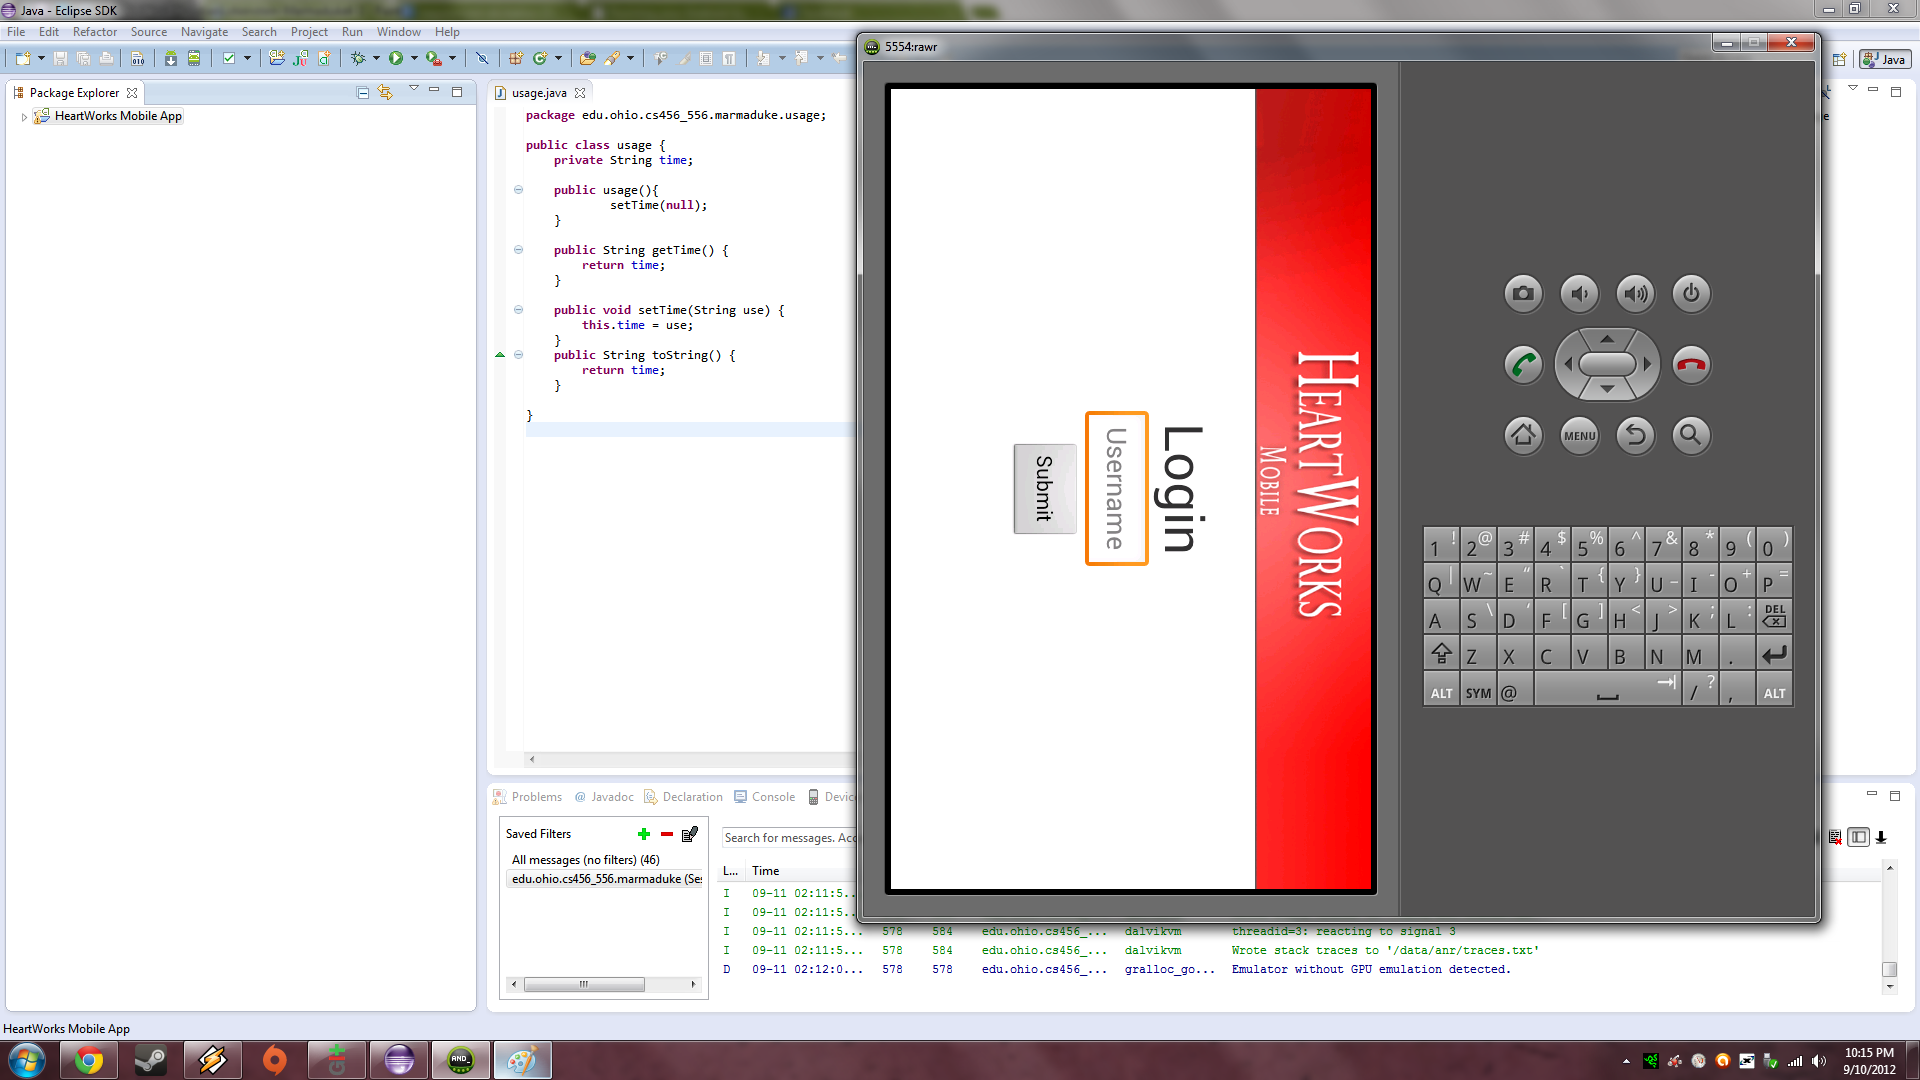 Java - Eclipse SDK
File Edit Refactor Source Navigate Search Project Run Window Help
Java
Package Explorer
HeartWorks Mobile App
usage.java
package edu.ohio.cs456_556.marmaduke.usage;
public class usage {
private String time;
public usage(){
setTime(null);
}
public String getTime() {
return time;
}
public void setTime(String use) {
this.time = use;
}
public String toString() {
return time;
}
}
5554:rawr
HEARTWORKS
MOBILE
Login
Username
Submit
MENU
1 ! 2 @ 3 # 4 $ 5 % 6 ^ 7 & 8 * 9 ( 0 )
Q | W ~ E " R ` T { Y } U _ I - O + P =
A S \ D ' F [ G ] H < J > K ; L : DEL
Z X C V B N M .
ALT SYM @ / ? , ALT
Problems @ Javadoc Declaration Console Device
Saved Filters
All messages (no filters) (46)
edu.ohio.cs456_556.marmaduke (Ses
Search for messages. Acc
L... Time
I 09-11 02:11:5...
I 09-11 02:11:5...
I 09-11 02:11:5... 578 584 edu.ohio.cs456_... dalvikvm threadid=3: reacting to signal 3
I 09-11 02:11:5... 578 584 edu.ohio.cs456_... dalvikvm Wrote stack traces to '/data/anr/traces.txt'
D 09-11 02:12:0... 578 578 edu.ohio.cs456_... gralloc_go... Emulator without GPU emulation detected.
HeartWorks Mobile App
AND_
10:15 PM
9/10/2012